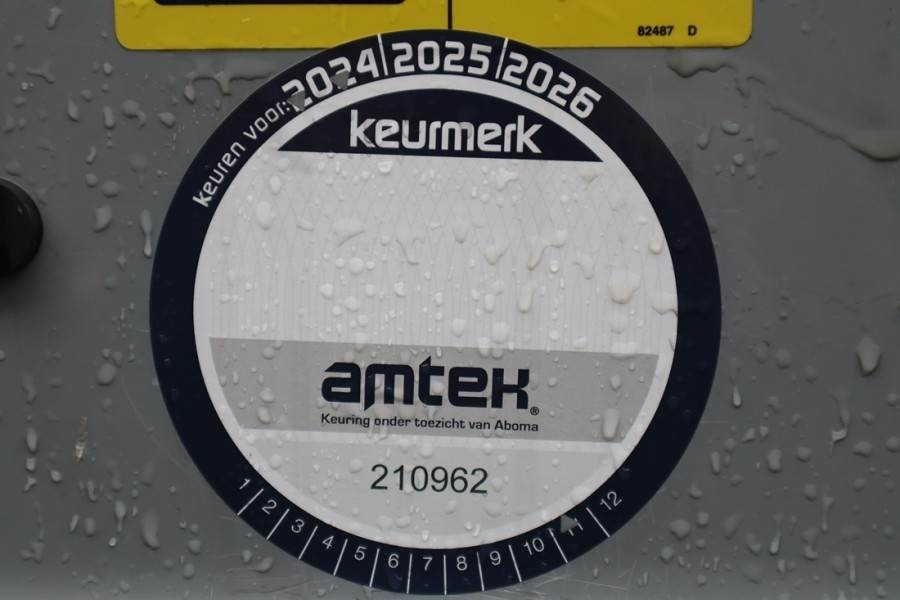 82487 D
keuren voor: 2024 2025 2026
keurmerk
amtek®
Keuring onder toezicht van Aboma
210962
1 2 3 4 5 6 7 8 9 10 11 12